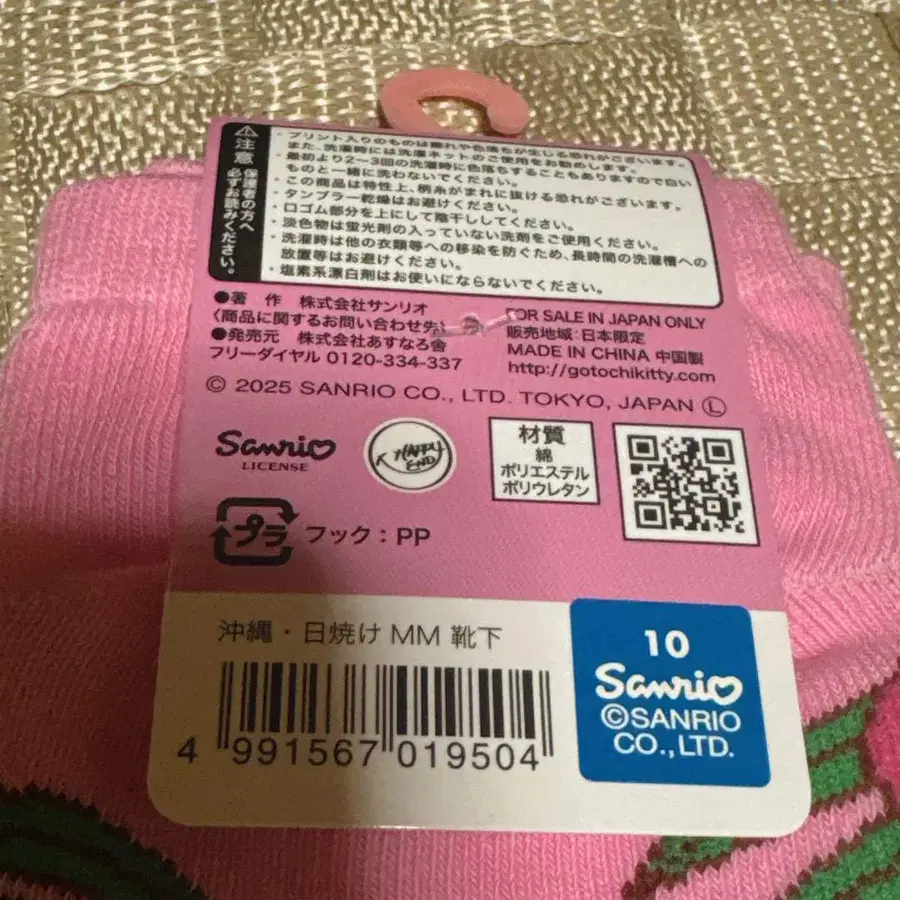 注意
保護者の方へ
必ずお読みください。
・プリント入りのものは擦れや色落ちが生じる恐れがございます。
また、洗濯時には洗濯ネットのご使用をお勧めします。
・最初より2〜3回の洗濯時に色落ちすることもありますので白い
ものと一緒に洗わないでください。
・この商品は特性上、柄糸がまれに抜ける恐れがございます。
・タンブラー乾燥はお避けください。
・口ゴム部分を上にして陰干ししてください。
・淡色物は蛍光剤の入っていない洗剤をご使用ください。
・洗濯時は他の衣類等への移染を防ぐため、長時間の洗濯槽への
放置等はお避けください。
・塩素系漂白剤はお使いにならないでください。
●著 作 株式会社サンリオ
〈商品に関するお問い合わせ先〉
●発売元 株式会社あすなろ舎
フリーダイヤル 0120-334-337
FOR SALE IN JAPAN ONLY
販売地域:日本限定
MADE IN CHINA 中国製
http://gotochikitty.com
© 2025 SANRIO CO., LTD. TOKYO, JAPAN Ⓛ
Sanrio
LICENSE
HAPPY
END
材質
綿
ポリエステル
ポリウレタン
プラ フック:PP
沖縄・日焼け MM 靴下
4 991567 019504
10
Sanrio
©SANRIO
CO.,LTD.